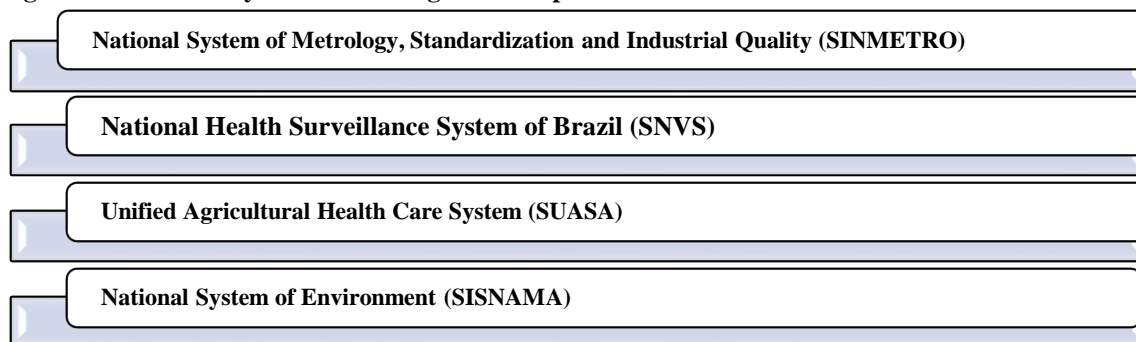 National System of Metrology, Standardization and Industrial Quality (SINMETRO)
National Health Surveillance System of Brazil (SNVS)
Unified Agricultural Health Care System (SUASA)
National System of Environment (SISNAMA)